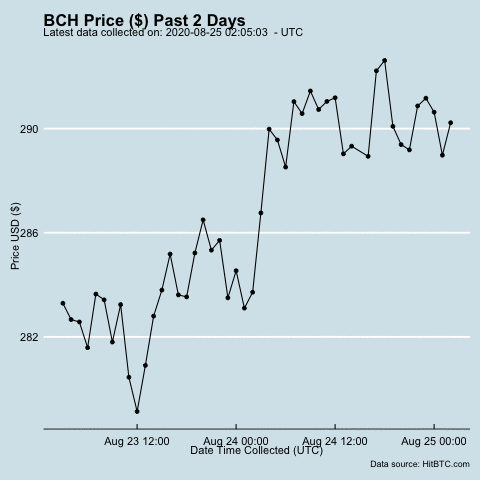 BCH Price ($) Past 2 Days
Latest data collected on: 2020-08-25 02:05:03  - UTC
290
286
282
Price USD ($)
Aug 23 12:00 Aug 24 00:00 Aug 24 12:00 Aug 25 00:00
Date Time Collected (UTC)
Data source: HitBTC.com